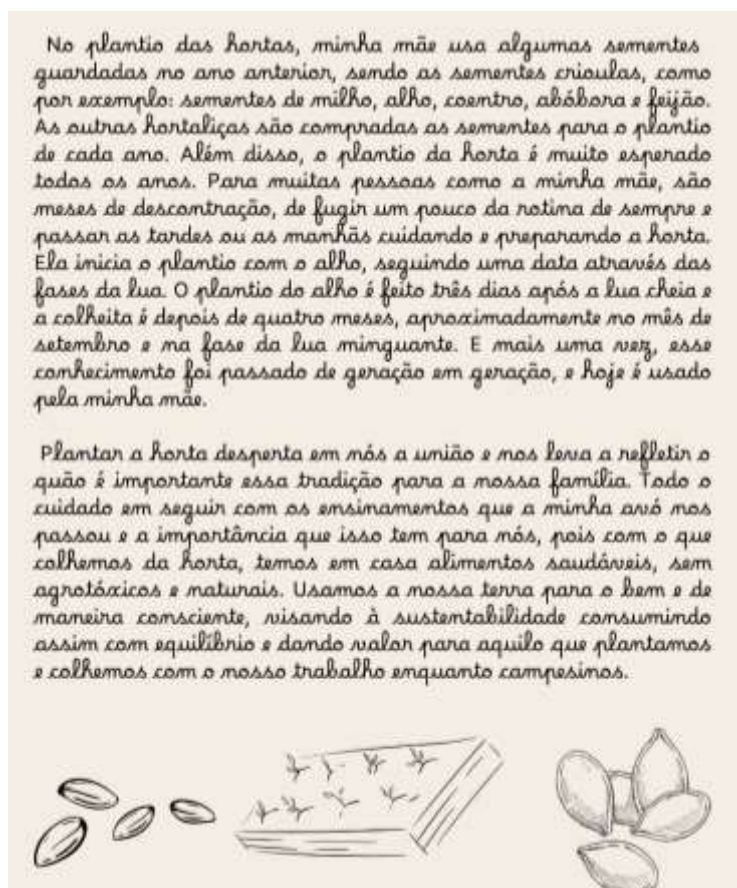 No plantio das hortas, minha mãe usa algumas sementes
guardadas no ano anterior, sendo as sementes crioulas, como
por exemplo: sementes de milho, alho, coentro, abóbora e feijão.
As outras hortaliças são compradas as sementes para o plantio
de cada ano. Além disso, o plantio da horta é muito esperado
todos os anos. Para muitas pessoas como a minha mãe, são
meses de descontração, de fugir um pouco da rotina de sempre e
passar as tardes ou as manhãs cuidando e preparando a horta.
Ela inicia o plantio com o alho, seguindo uma data através das
fases da lua. O plantio do alho é feito três dias após a lua cheia e
a colheita é depois de quatro meses, aproximadamente no mês de
setembro e na fase da lua minguante. E mais uma vez, esse
conhecimento foi passado de geração em geração, e hoje é usado
pela minha mãe.
Plantar a horta desperta em nós a união e nos leva a refletir o
quão é importante essa tradição para a nossa família. Todo o
cuidado em seguir com os ensinamentos que a minha avó nos
passou e a importância que isso tem para nós, pois com o que
colhemos da horta, temos em casa alimentos saudáveis, sem
agrotóxicos e naturais. Usamos a nossa terra para o bem e de
maneira consciente, visando à sustentabilidade consumindo
assim com equilíbrio e dando valor para aquilo que plantamos
e colhemos com o nosso trabalho enquanto campesinos.